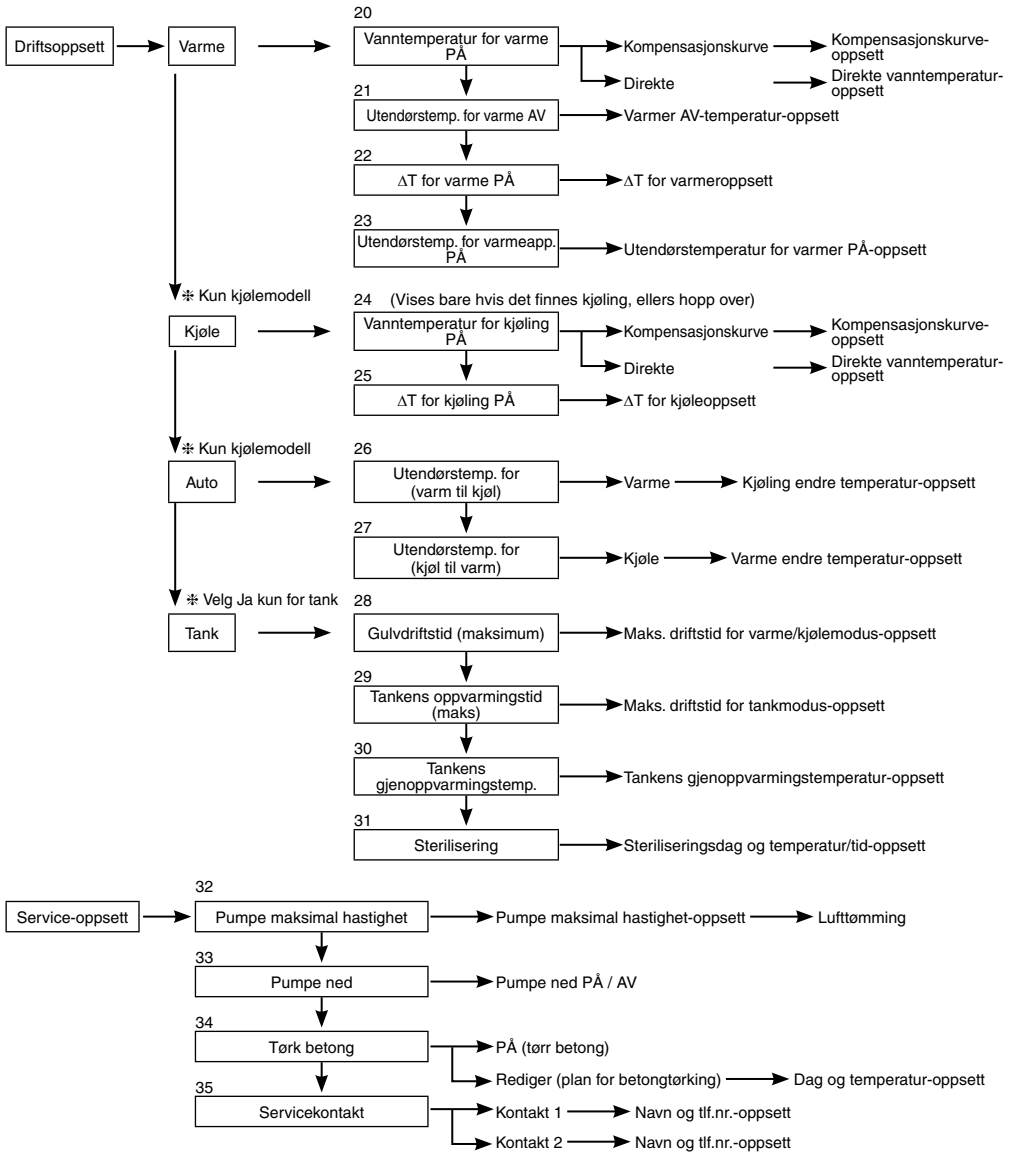 20
Driftsoppsett
Varme
Vanntemperatur for varme
PÅ
Kompensasjonskurve
Kompensasjonskurve-
oppsett
Direkte
Direkte vanntemperatur-
oppsett
21
Utendørstemp. for varme AV
Varmer AV-temperatur-oppsett
22
ΔT for varme PÅ
ΔT for varmeroppsett
23
Utendørstemp. for varmeapp.
PÅ
Utendørstemperatur for varmer PÅ-oppsett
❈ Kun kjølemodell
24 (Vises bare hvis det finnes kjøling, ellers hopp over)
Kjøle
Vanntemperatur for kjøling
PÅ
Kompensasjonskurve
Kompensasjonskurve-
oppsett
Direkte
Direkte vanntemperatur-
oppsett
25
ΔT for kjøling PÅ
ΔT for kjøleoppsett
❈ Kun kjølemodell
26
Auto
Utendørstemp. for
(varm til kjøl)
Varme
Kjøling endre temperatur-oppsett
27
Utendørstemp. for
(kjøl til varm)
Kjøle
Varme endre temperatur-oppsett
❈ Velg Ja kun for tank
28
Tank
Gulvdriftstid (maksimum)
Maks. driftstid for varme/kjølemodus-oppsett
29
Tankens oppvarmingstid
(maks)
Maks. driftstid for tankmodus-oppsett
30
Tankens
gjenoppvarmingstemp.
Tankens gjenoppvarmingstemperatur-oppsett
31
Sterilisering
Steriliseringsdag og temperatur/tid-oppsett
32
Service-oppsett
Pumpe maksimal hastighet
Pumpe maksimal hastighet-oppsett
Lufttømming
33
Pumpe ned
Pumpe ned PÅ / AV
34
Tørk betong
PÅ (tørr betong)
Rediger (plan for betongtørking)
Dag og temperatur-oppsett
35
Servicekontakt
Kontakt 1
Navn og tlf.nr.-oppsett
Kontakt 2
Navn og tlf.nr.-oppsett